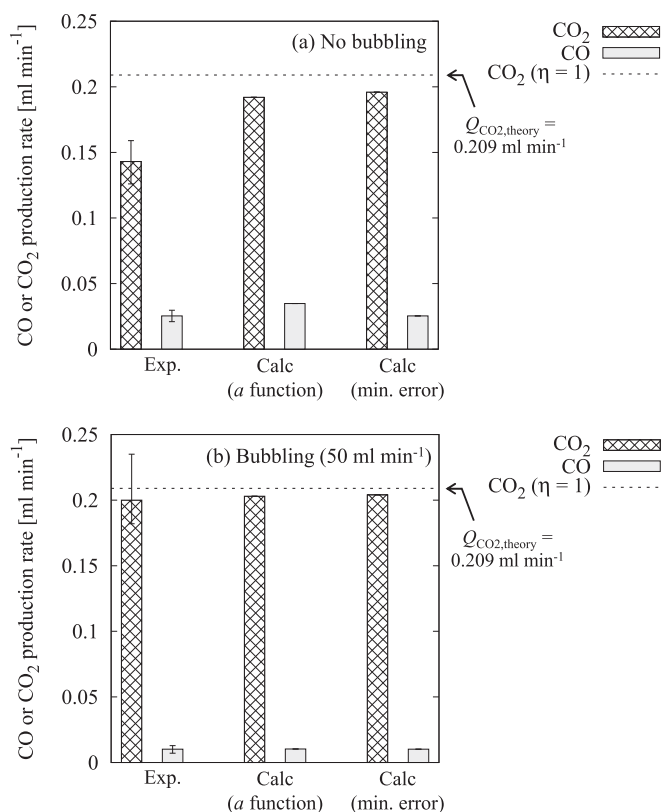 CO or CO₂ production rate [ml min⁻¹]
0.25
0.2
0.15
0.1
0.05
0
(a) No bubbling
Exp.
Calc
(a function)
Calc
(min. error)
CO₂
CO
CO₂ (η = 1)
Q_CO2,theory =
0.209 ml min⁻¹
CO or CO₂ production rate [ml min⁻¹]
0.25
0.2
0.15
0.1
0.05
0
(b) Bubbling (50 ml min⁻¹)
Exp.
Calc
(a function)
Calc
(min. error)
CO₂
CO
CO₂ (η = 1)
Q_CO2,theory =
0.209 ml min⁻¹